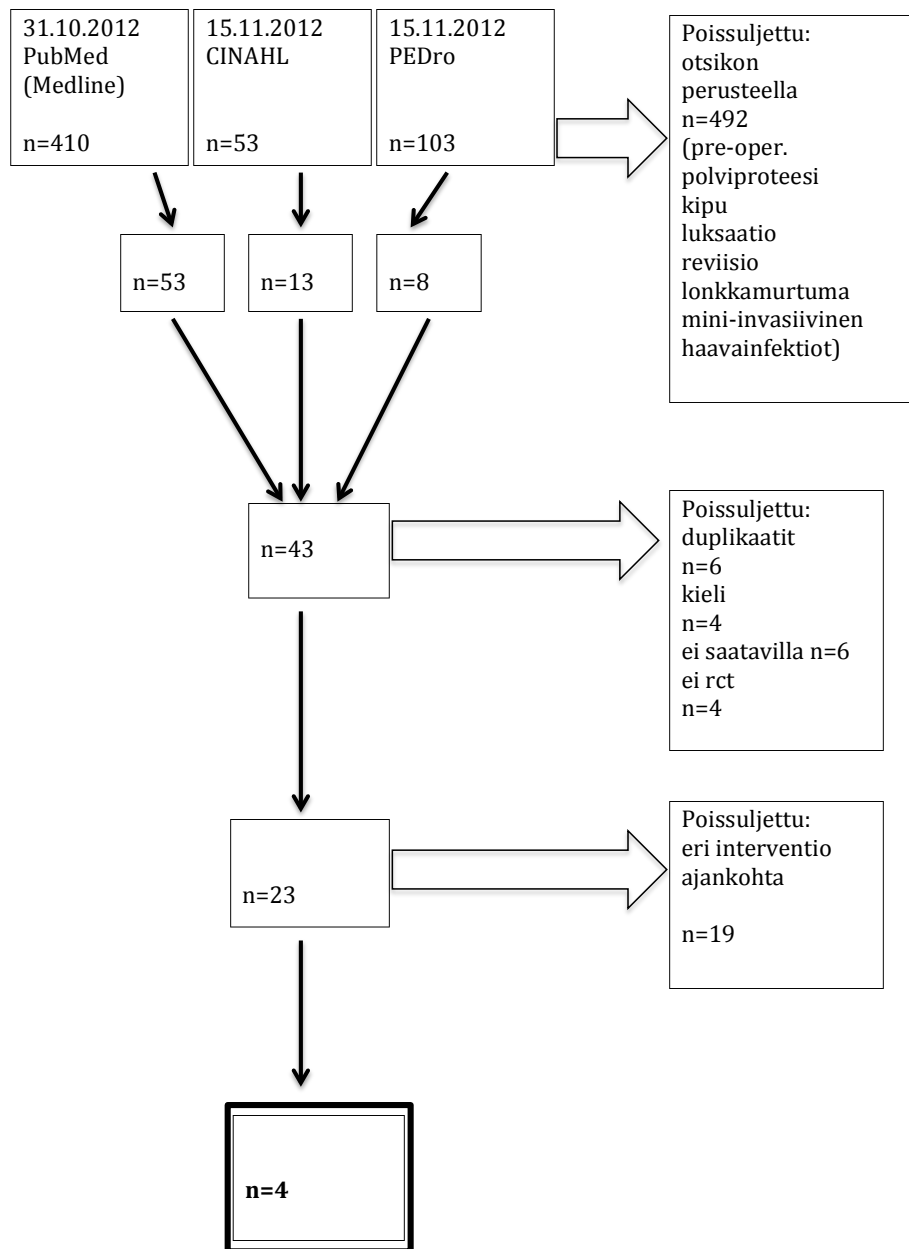 31.10.2012
PubMed
(Medline)
n=410
15.11.2012
CINAHL
n=53
15.11.2012
PEDro
n=103
Poissuljettu:
otsikon
perusteella
n=492
(pre-oper.
polviproteesi
kipu
luksaatio
reviisio
lonkkamurtuma
mini-invasiivinen
haavainfektiot)
n=53
n=13
n=8
n=43
Poissuljettu:
duplikaatit
n=6
kieli
n=4
ei saatavilla n=6
ei rct
n=4
n=23
Poissuljettu:
eri interventio
ajankohta
n=19
n=4